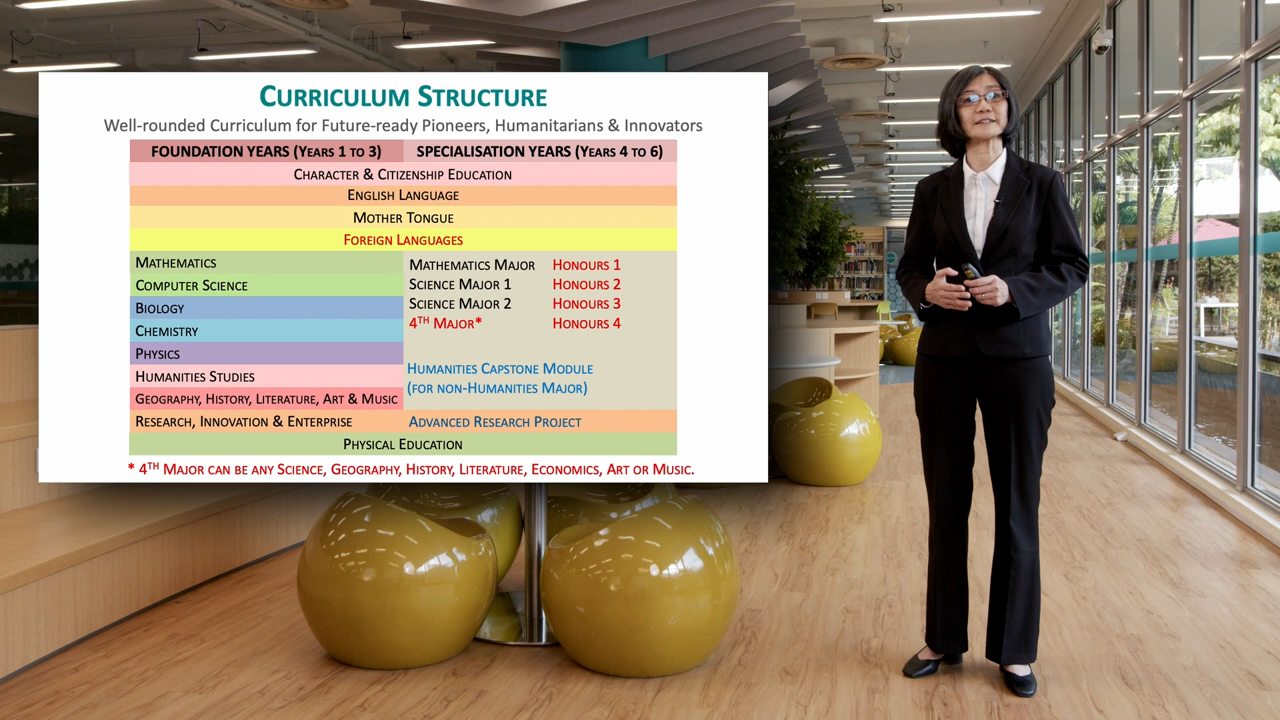 CURRICULUM STRUCTURE
Well-rounded Curriculum for Future-ready Pioneers, Humanitarians & Innovators
FOUNDATION YEARS (YEARS 1 TO 3) SPECIALISATION YEARS (YEARS 4 TO 6)
CHARACTER & CITIZENSHIP EDUCATION
ENGLISH LANGUAGE
MOTHER TONGUE
FOREIGN LANGUAGES
MATHEMATICS
COMPUTER SCIENCE
BIOLOGY
CHEMISTRY
PHYSICS
HUMANITIES STUDIES
GEOGRAPHY, HISTORY, LITERATURE, ART & MUSIC
MATHEMATICS MAJOR HONOURS 1
SCIENCE MAJOR 1 HONOURS 2
SCIENCE MAJOR 2 HONOURS 3
4TH MAJOR* HONOURS 4
HUMANITIES CAPSTONE MODULE
(FOR NON-HUMANITIES MAJOR)
RESEARCH, INNOVATION & ENTERPRISE ADVANCED RESEARCH PROJECT
PHYSICAL EDUCATION
* 4TH MAJOR CAN BE ANY SCIENCE, GEOGRAPHY, HISTORY, LITERATURE, ECONOMICS, ART OR MUSIC.